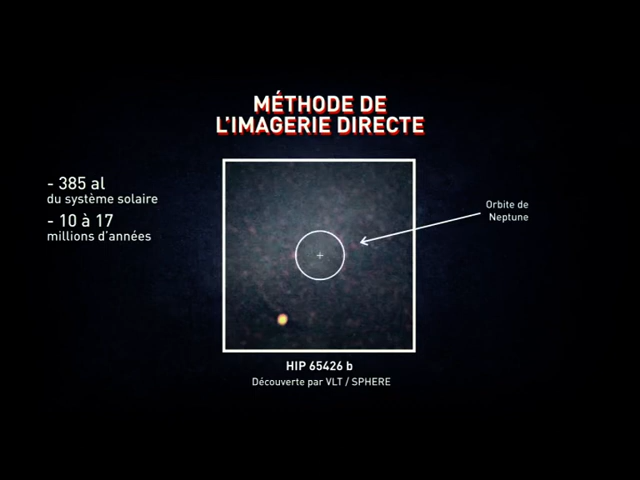 MÉTHODE DE
L'IMAGERIE DIRECTE
- 385 al
du système solaire
- 10 à 17
millions d'années
Orbite de
Neptune
HIP 65426 b
Découverte par VLT / SPHERE